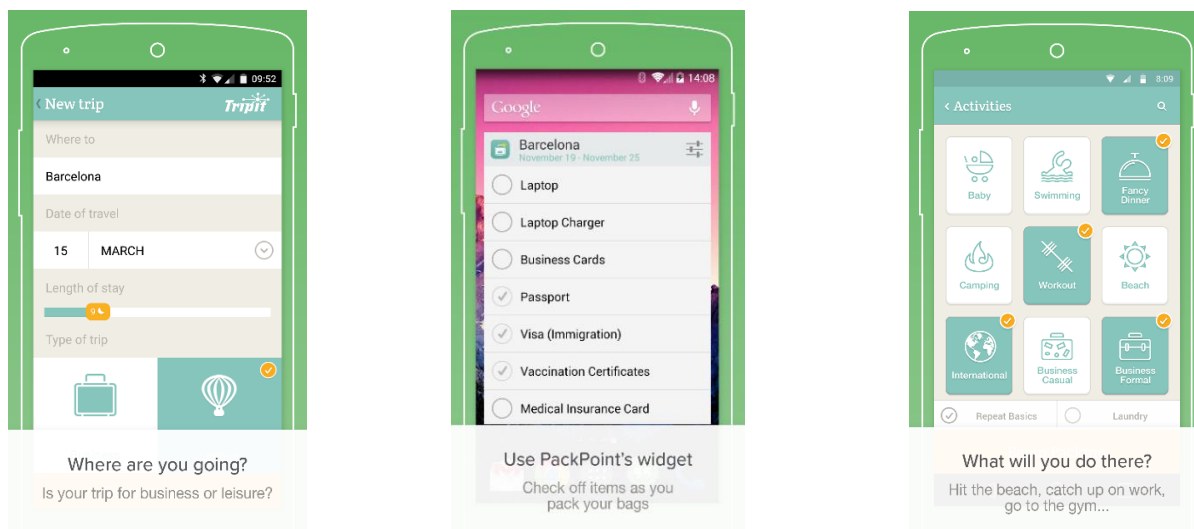 09:52
New trip
Tripit
Where to
Barcelona
Date of travel
15 MARCH
Length of stay
9
Type of trip
Where are you going?
Is your trip for business or leisure?
14:08
Google
Barcelona
November 19 - November 25
Laptop
Laptop Charger
Business Cards
Passport
Visa (Immigration)
Vaccination Certificates
Medical Insurance Card
Use PackPoint's widget
Check off items as you
pack your bags
8:09
Activities
Baby
Swimming
Fancy
Dinner
Camping
Workout
Beach
International
Business
Casual
Business
Formal
Repeat Basics
Laundry
What will you do there?
Hit the beach, catch up on work,
go to the gym...